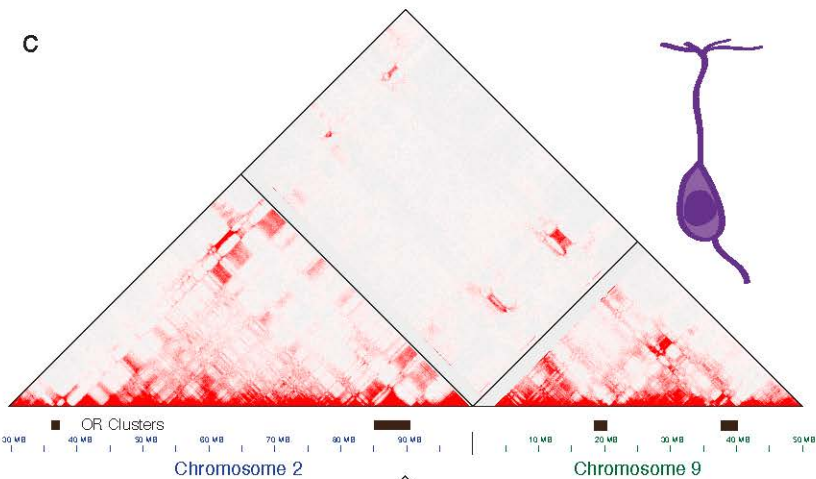 C
OR Clusters
30 MB 40 MB 50 MB 60 MB 70 MB 80 MB 90 MB 10 MB 20 MB 30 MB 40 MB 50 MB
Chromosome 2 Chromosome 9